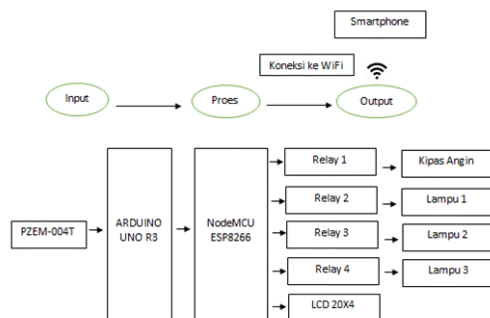 Smartphone
Koneksi ke WiFi
Input
Proes
Output
Relay 1
Kipas Angin
Relay 2
Lampu 1
PZEM-004T
ARDUINO
UNO R3
NodeMCU
ESP8266
Relay 3
Lampu 2
Relay 4
Lampu 3
LCD 20X4